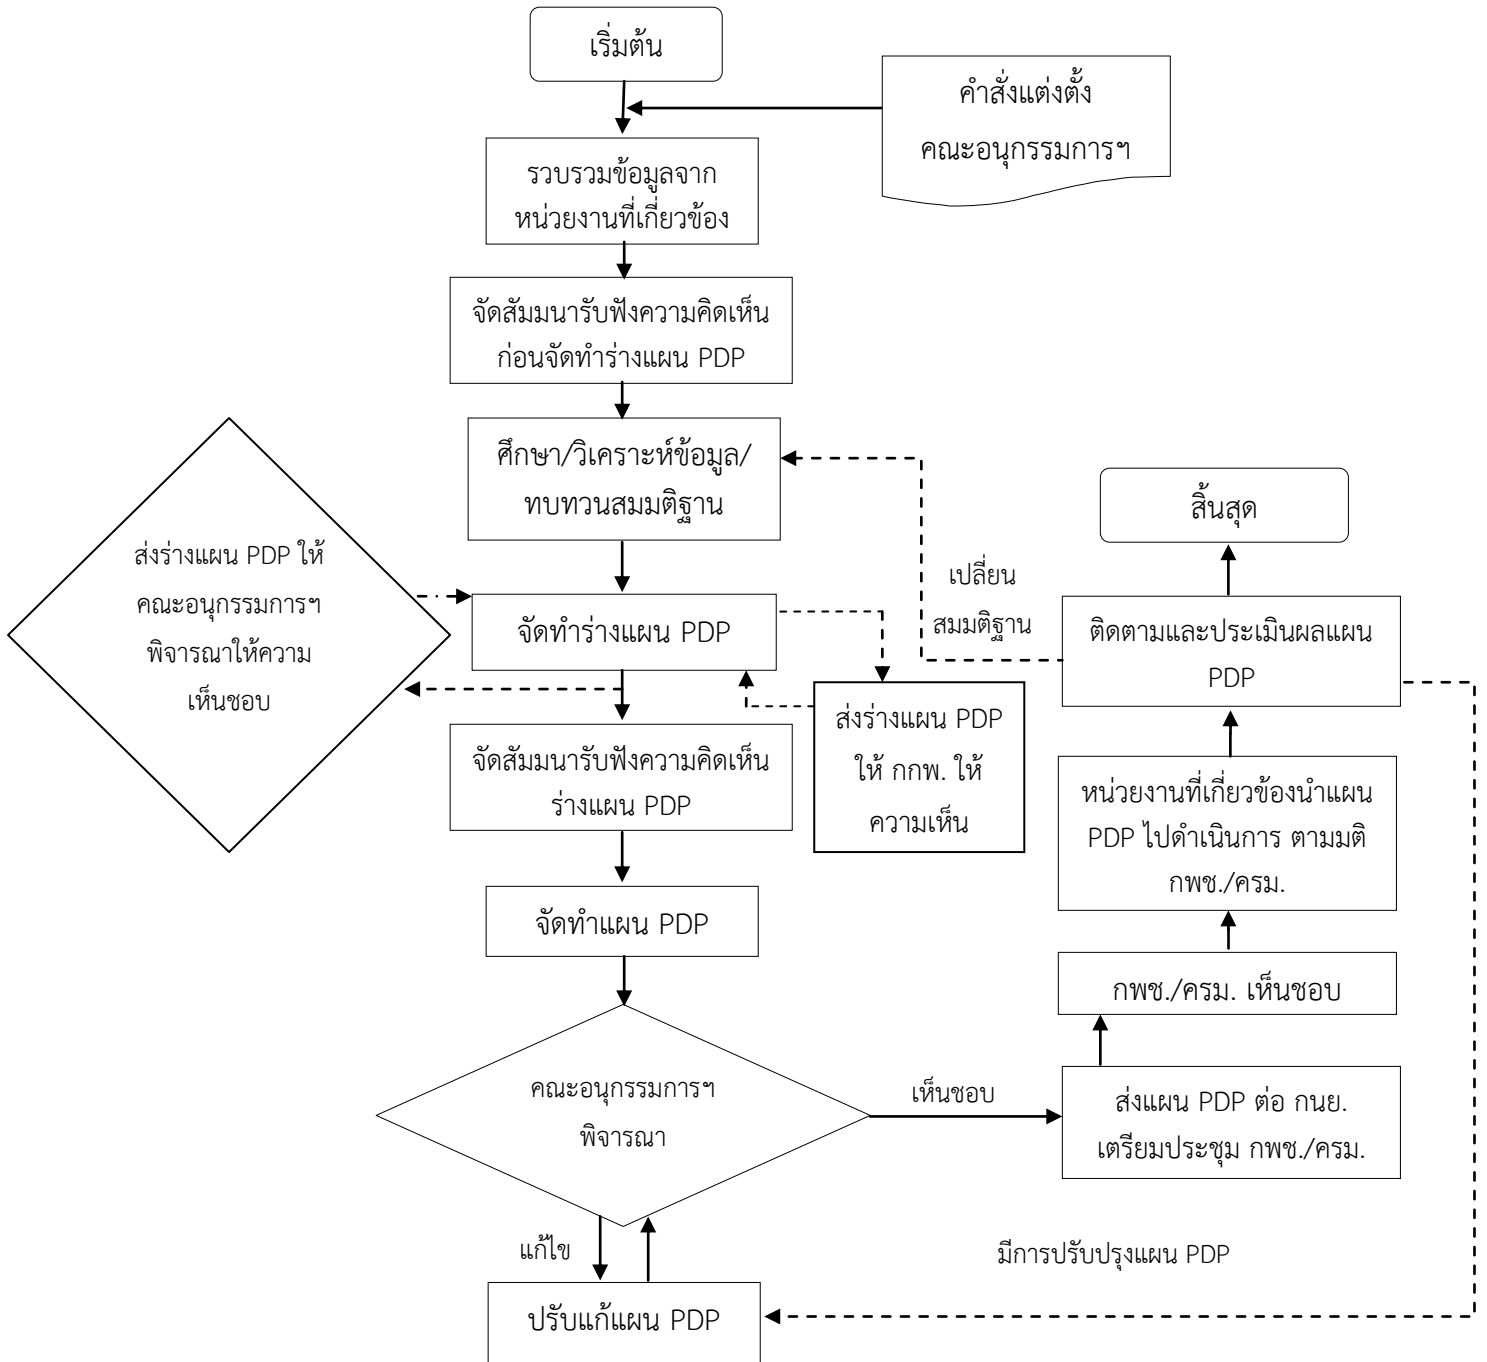 เริ่มต้น
คำสั่งแต่งตั้ง
คณะอนุกรรมการฯ
รวบรวมข้อมูลจาก
หน่วยงานที่เกี่ยวข้อง
จัดสัมมนารับฟังความคิดเห็น
ก่อนจัดทำร่างแผน PDP
ศึกษา/วิเคราะห์ข้อมูล/
ทบทวนสมมติฐาน
ส่งร่างแผน PDP ให้
คณะอนุกรรมการฯ
พิจารณาให้ความ
เห็นชอบ
จัดทำร่างแผน PDP
เปลี่ยน
สมมติฐาน
สิ้นสุด
ติดตามและประเมินผลแผน
PDP
ส่งร่างแผน PDP
ให้ กกพ. ให้
ความเห็น
จัดสัมมนารับฟังความคิดเห็น
ร่างแผน PDP
หน่วยงานที่เกี่ยวข้องนำแผน
PDP ไปดำเนินการ ตามมติ
กพช./ครม.
จัดทำแผน PDP
กพช./ครม. เห็นชอบ
คณะอนุกรรมการฯ
พิจารณา
เห็นชอบ
ส่งแผน PDP ต่อ กนย.
เตรียมประชุม กพช./ครม.
แก้ไข
มีการปรับปรุงแผน PDP
ปรับแก้แผน PDP